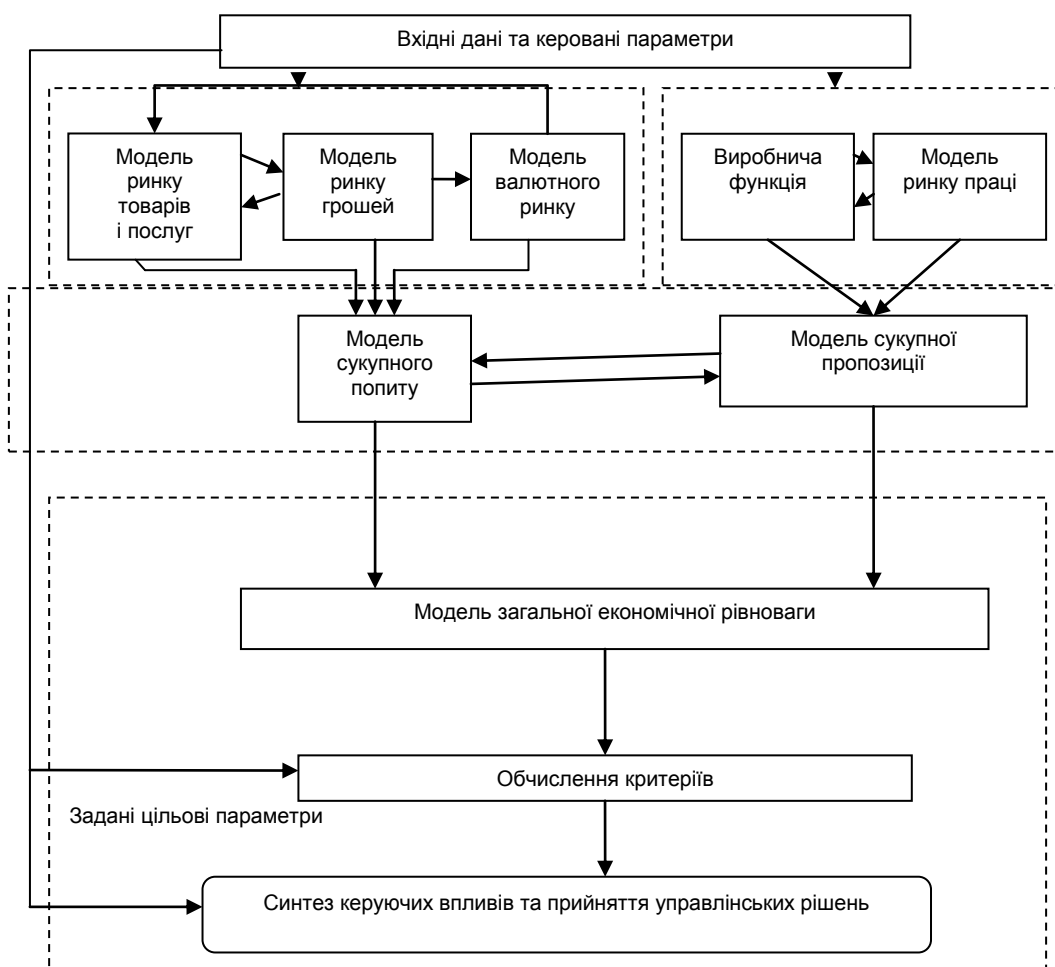 Вхідні дані та керовані параметри
Модель
ринку
товарів
і послуг
Модель
ринку
грошей
Модель
валютного
ринку
Виробнича
функція
Модель
ринку праці
Модель
сукупного
попиту
Модель сукупної
пропозиції
Модель загальної економічної рівноваги
Обчислення критеріїв
Задані цільові параметри
Синтез керуючих впливів та прийняття управлінських рішень